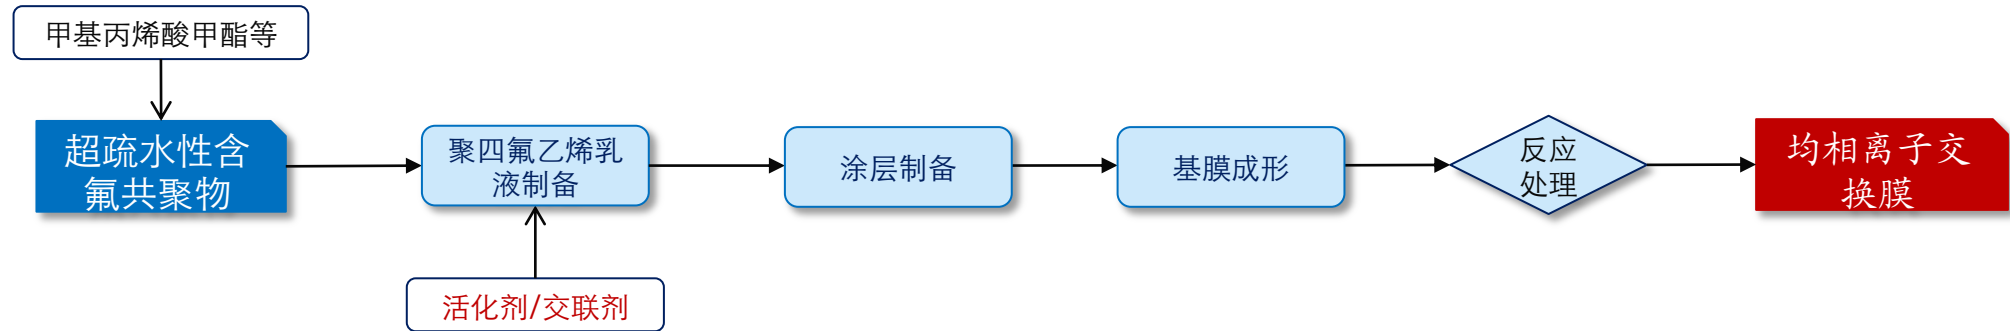 甲基丙烯酸甲酯等
超疏水性含
氟共聚物
聚四氟乙烯乳
液制备
活化剂/交联剂
涂层制备
基膜成形
反应
处理
均相离子交
换膜